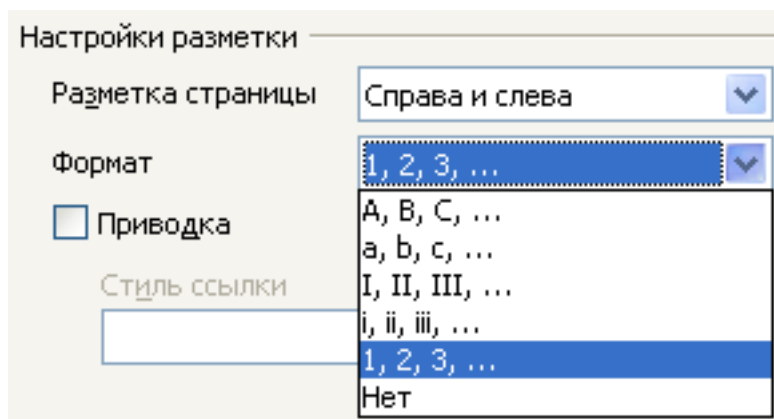 Настройки разметки
Разметка страницы Справа и слева
Формат 1, 2, 3, ...
A, B, C, ...
Приводка
a, b, c, ...
Стиль ссылки I, II, III, ...
i, ii, iii, ...
1, 2, 3, ...
Нет